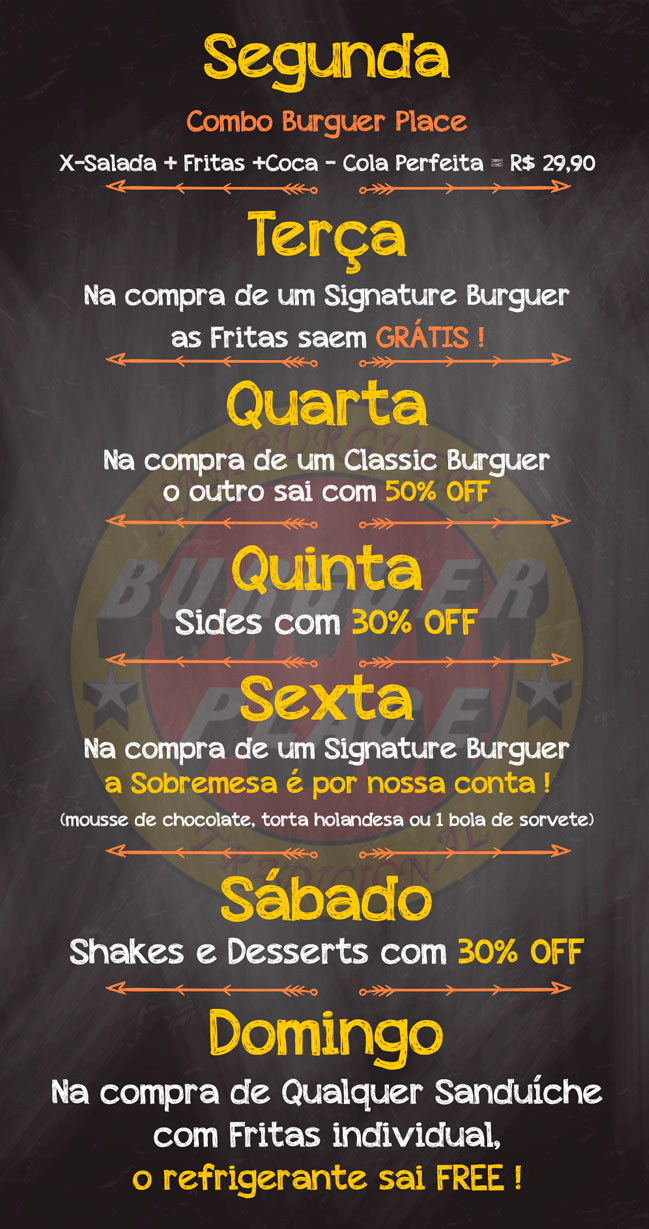 Segunda
Combo Burguer Place
X-Salada + Fritas +Coca - Cola Perfeita = R$ 29,90
Terça
Na compra de um Signature Burguer
as Fritas saem GRÁTIS !
Quarta
Na compra de um Classic Burguer
o outro sai com 50% OFF
Quinta
Sides com 30% OFF
Sexta
Na compra de um Signature Burguer
a Sobremesa é por nossa conta !
(mousse de chocolate, torta holandesa ou 1 bola de sorvete)
Sábado
Shakes e Desserts com 30% OFF
Domingo
Na compra de Qualquer Sanduíche
com Fritas individual,
o refrigerante sai FREE !
HAMBURGUERIA
BURGUER
PLACE
TRADICIONAL